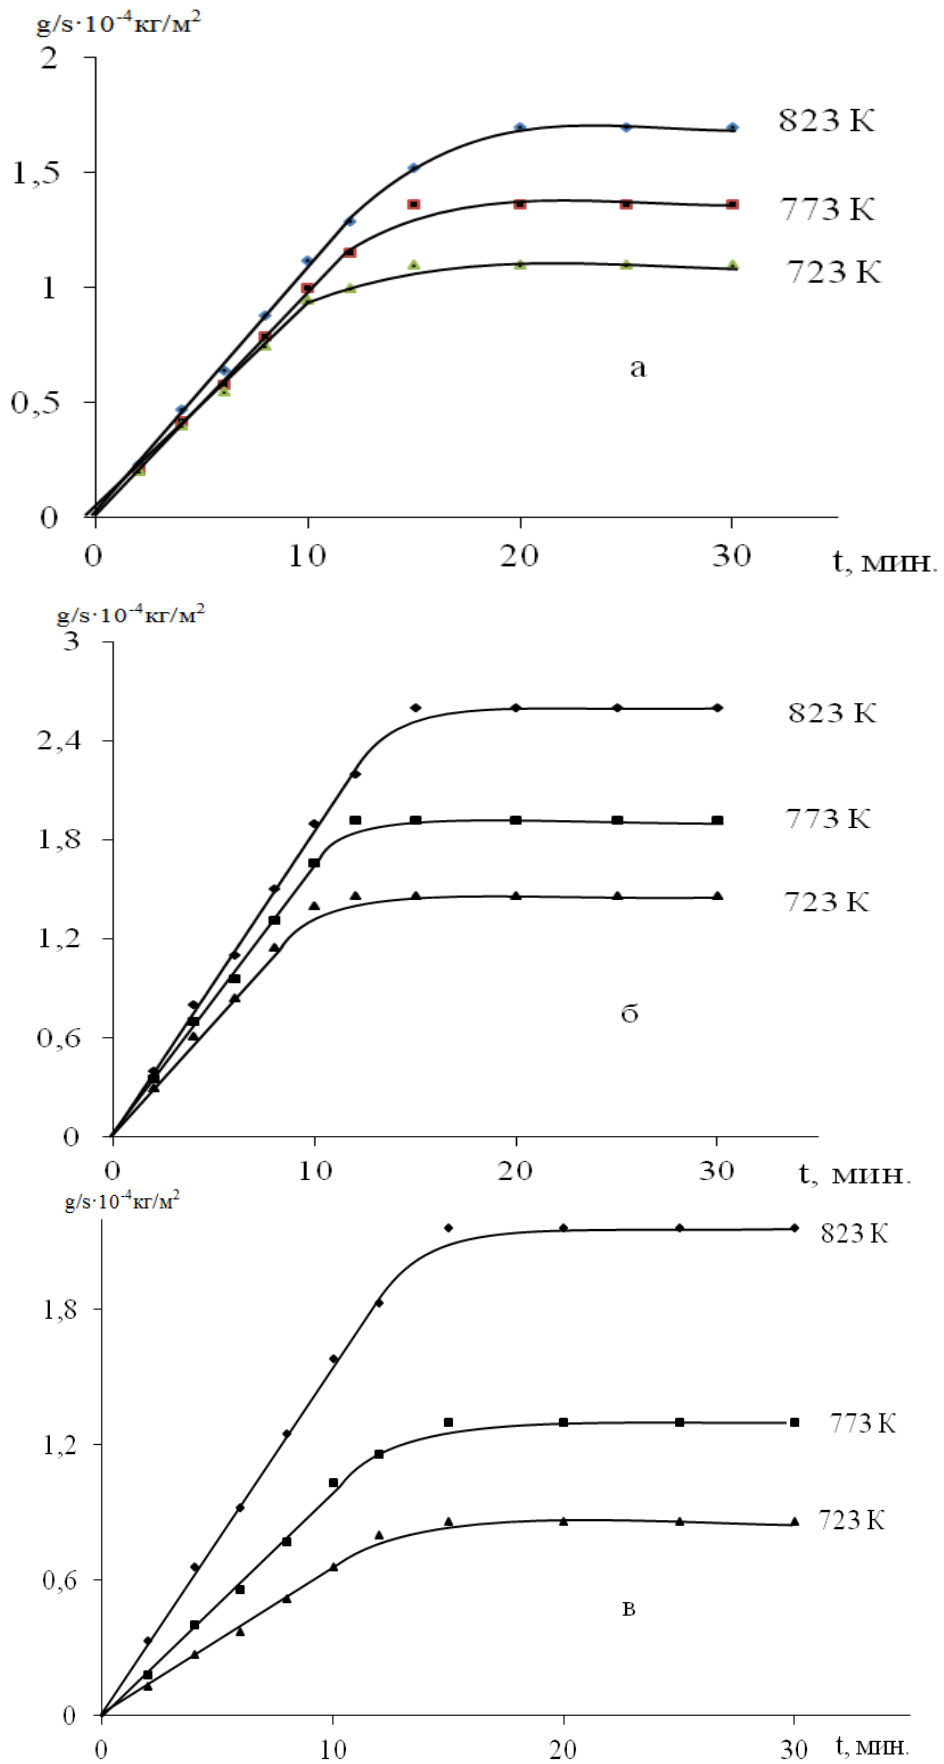 g/s·10⁻⁴кг/м²
2
823 К
1,5
773 К
723 К
1
а
0,5
0
0 10 20 30 t, мин.
g/s·10⁻⁴кг/м²
3
823 К
2,4
773 К
1,8
723 К
1,2
б
0,6
0
0 10 20 30 t, мин.
g/s·10⁻⁴кг/м²
823 К
1,8
773 К
1,2
723 К
0,6
в
0
0 10 20 30 t, мин.